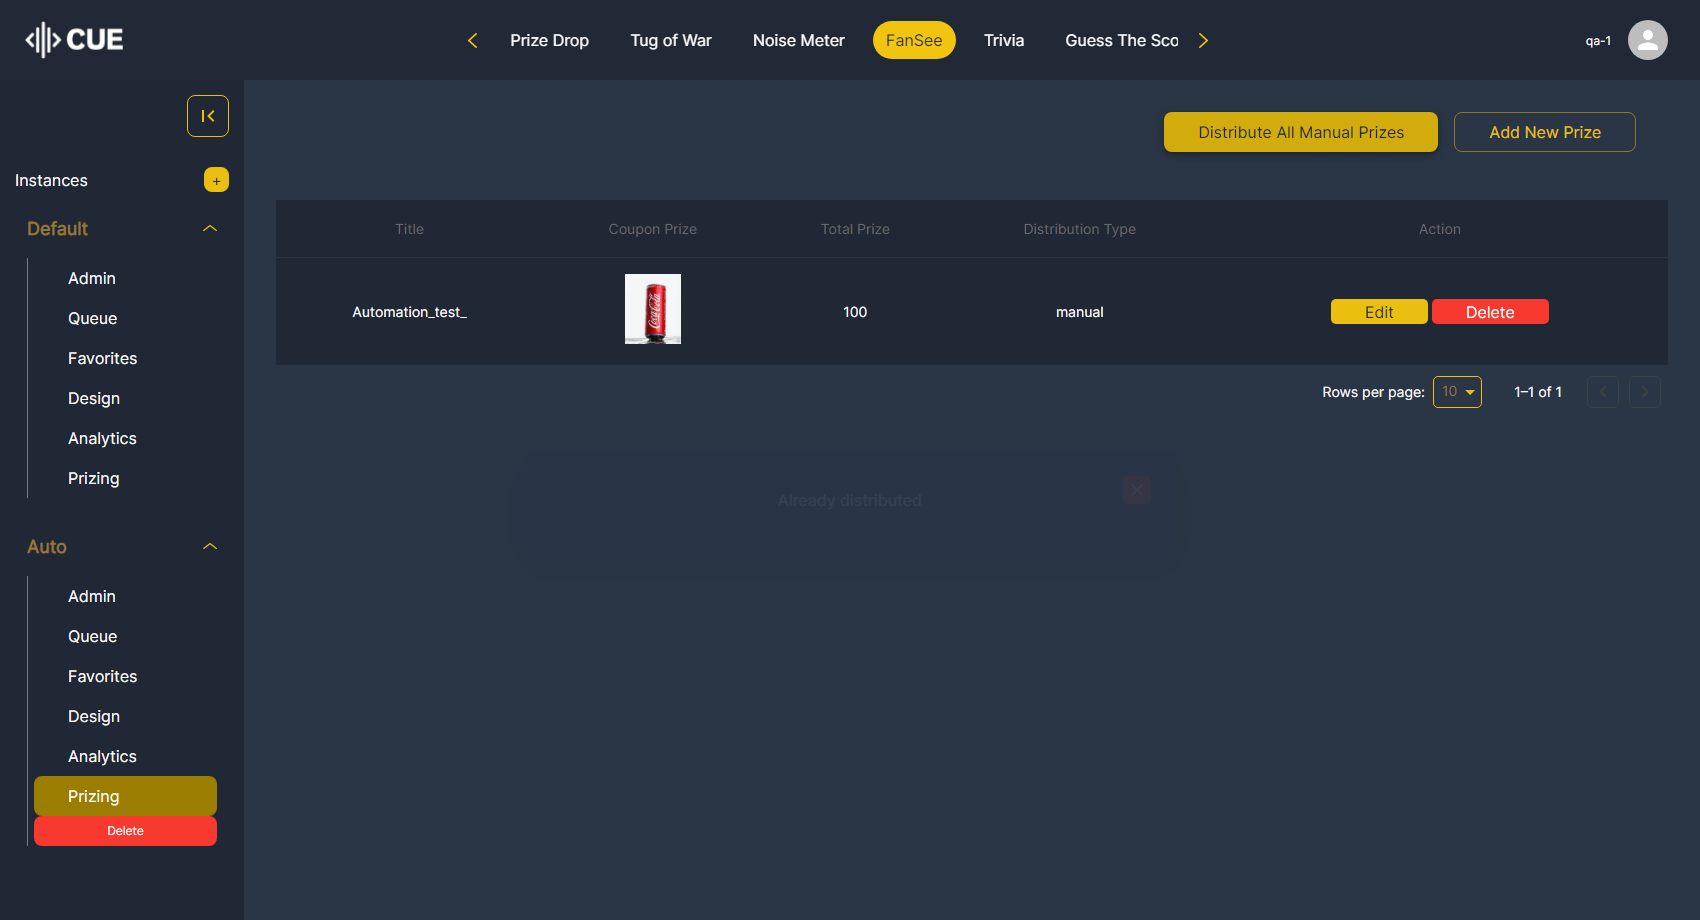 CUE
Prize Drop Tug of War Noise Meter FanSee Trivia Guess The Sco
qa-1
Distribute All Manual Prizes Add New Prize
Instances +
Default
Admin
Queue
Favorites
Design
Analytics
Prizing
Auto
Admin
Queue
Favorites
Design
Analytics
Prizing
Delete
Title Coupon Prize Total Prize Distribution Type Action
Automation_test_ Coca-Cola 100 manual Edit Delete
Rows per page: 10 1–1 of 1
Already distributed